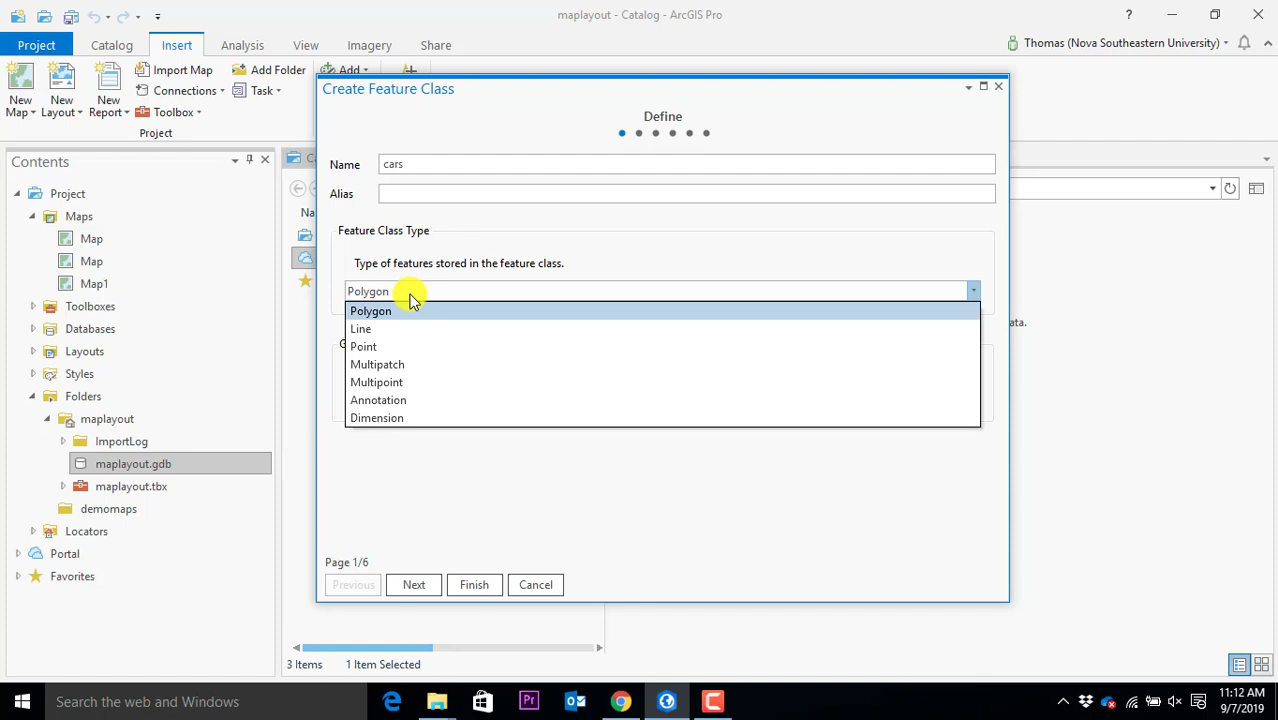 maplayout - Catalog - ArcGIS Pro
?
Project
Catalog
Insert
Analysis
View
Imagery
Share
Thomas (Nova Southeastern University)
New Map
New Layout
New Report
Import Map
Connections
Toolbox
Add Folder
Task
Add
Project
Contents
Project
Maps
Map
Map
Map1
Toolboxes
Databases
Layouts
Styles
Folders
maplayout
ImportLog
maplayout.gdb
maplayout.tbx
demomaps
Locators
Portal
Favorites
Create Feature Class
Define
Name
cars
Alias
Feature Class Type
Type of features stored in the feature class.
Polygon
Polygon
Line
Point
Multipatch
Multipoint
Annotation
Dimension
Page 1/6
Previous
Next
Finish
Cancel
3 Items
1 Item Selected
Search the web and Windows
11:12 AM
9/7/2019